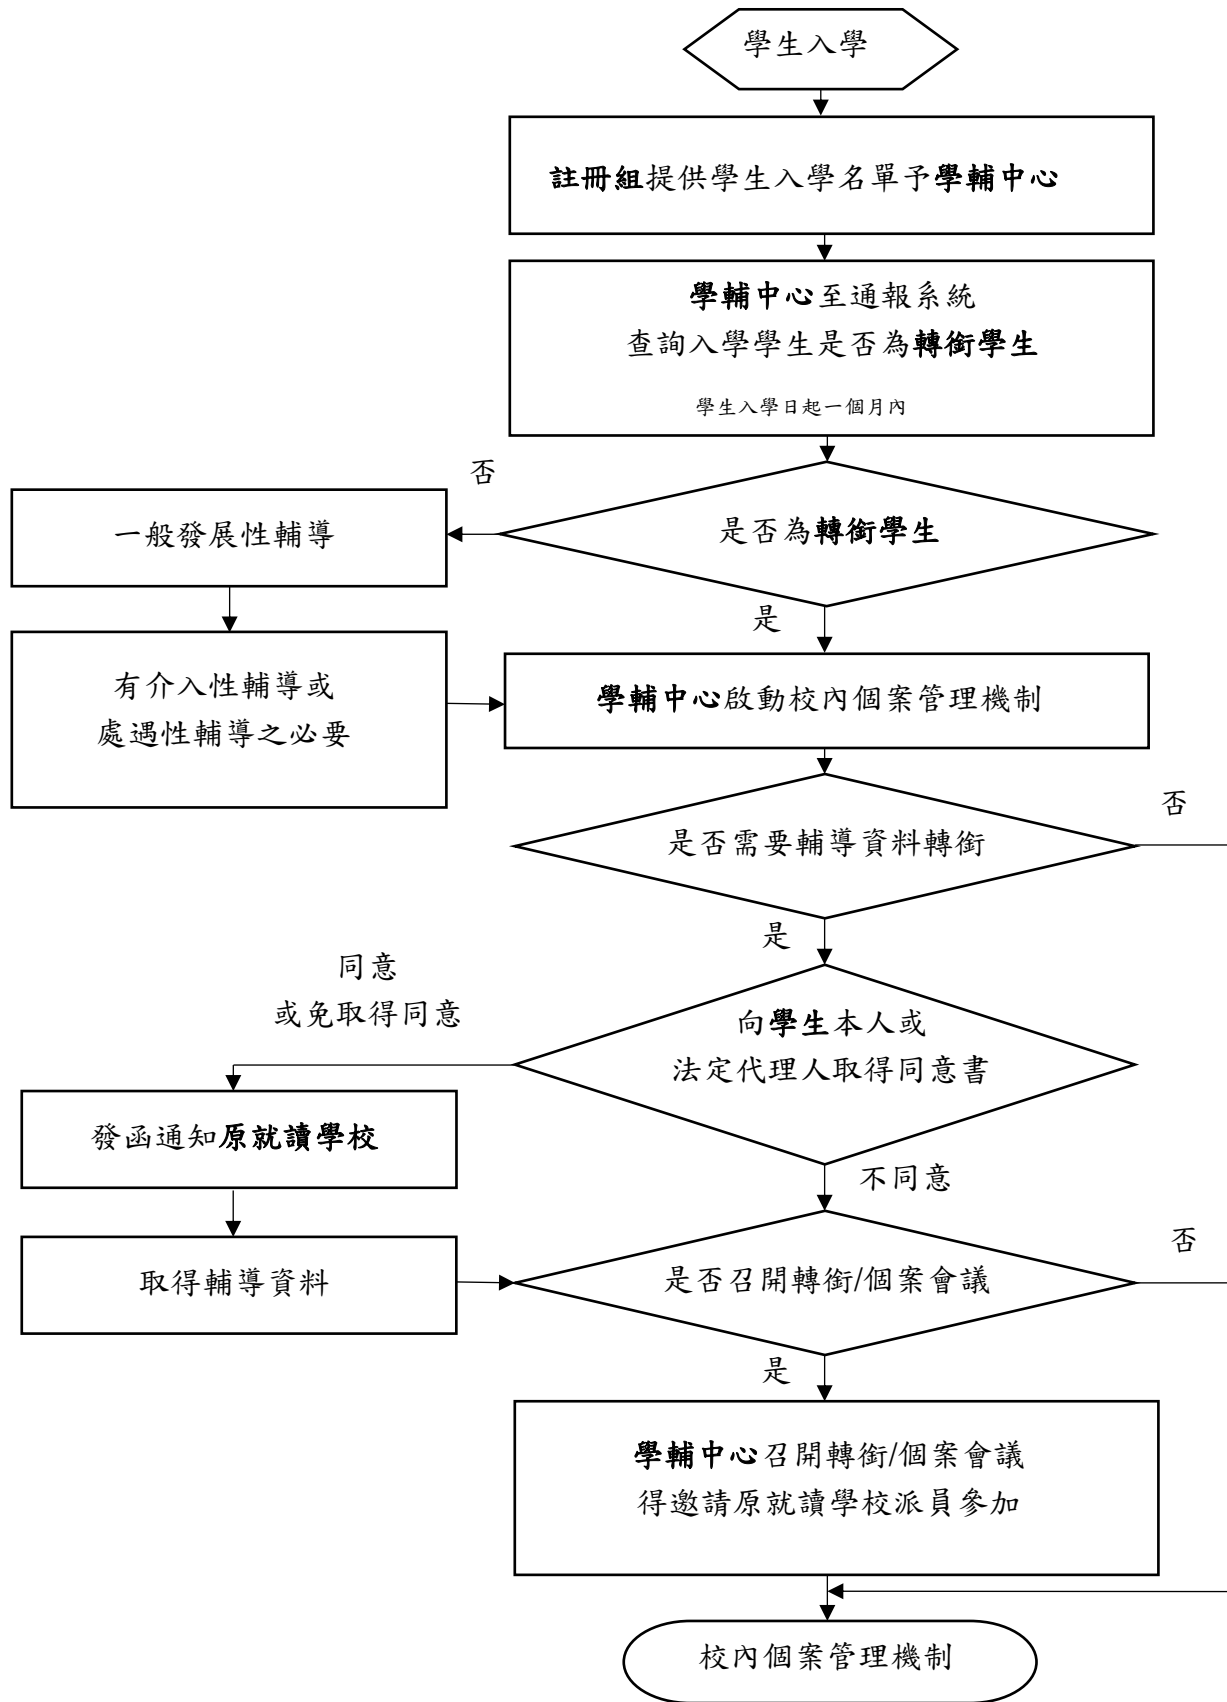 學生入學
註冊組提供學生入學名單予學輔中心
學輔中心至通報系統
查詢入學學生是否為轉銜學生
學生入學日起一個月內
否
一般發展性輔導
是否為轉銜學生
是
有介入性輔導或
處遇性輔導之必要
學輔中心啟動校內個案管理機制
否
是否需要輔導資料轉銜
是
同意
或免取得同意
向學生本人或
法定代理人取得同意書
發函通知原就讀學校
不同意
否
取得輔導資料
是否召開轉銜/個案會議
是
學輔中心召開轉銜/個案會議
得邀請原就讀學校派員參加
校內個案管理機制